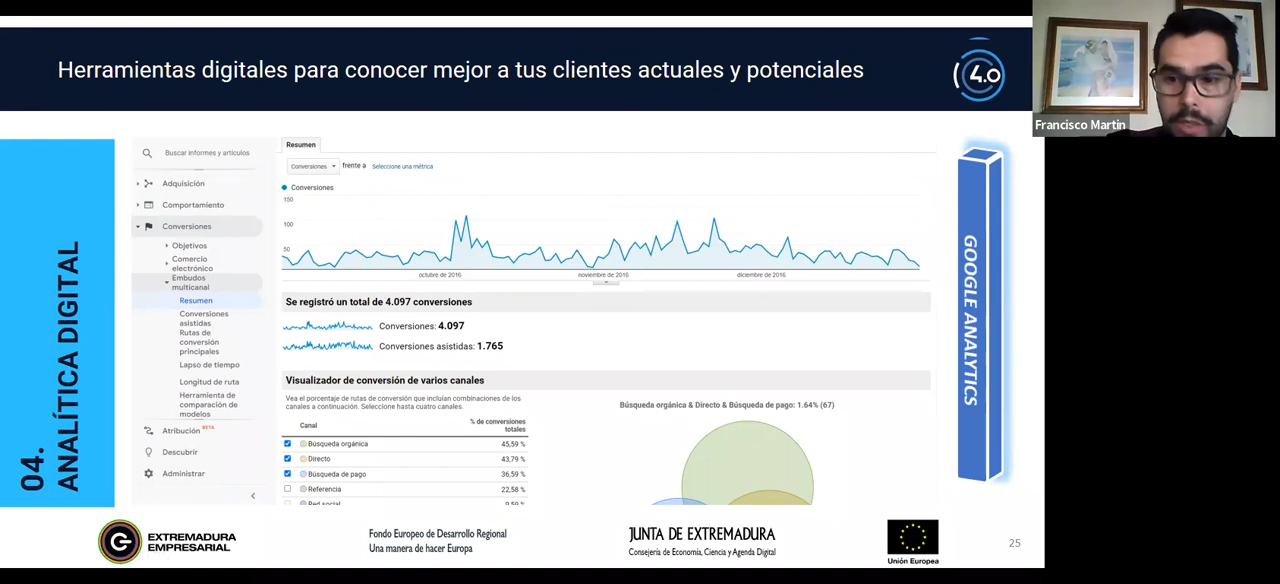 Herramientas digitales para conocer mejor a tus clientes actuales y potenciales
4.0
Francisco Martin
04.
ANALÍTICA DIGITAL
Buscar informes y artículos
Adquisición
Comportamiento
Conversiones
Objetivos
Comercio
electrónico
Embudos
multicanal
Resumen
Conversiones
asistidas
Rutas de
conversión
principales
Lapso de tiempo
Longitud de ruta
Herramienta de
comparación de
modelos
Atribución BETA
Descubrir
Administrar
Resumen
Conversiones frente a Seleccione una métrica
Conversiones
150
100
50
octubre de 2016 noviembre de 2016 diciembre de 2016
Se registró un total de 4.097 conversiones
Conversiones: 4.097
Conversiones asistidas: 1.765
Visualizador de conversión de varios canales
Vea el porcentaje de rutas de conversión que incluían combinaciones de los
canales a continuación. Seleccione hasta cuatro canales.
Canal % de conversiones
totales
Búsqueda orgánica 45,59 %
Directo 43,79 %
Búsqueda de pago 36,59 %
Referencia 22,58 %
Red social 9,59 %
Búsqueda orgánica & Directo & Búsqueda de pago: 1.64% (67)
GOOGLE ANALYTICS
EXTREMADURA
EMPRESARIAL
Fondo Europeo de Desarrollo Regional
Una manera de hacer Europa
JUNTA DE EXTREMADURA
Consejería de Economía, Ciencia y Agenda Digital
Unión Europea
25